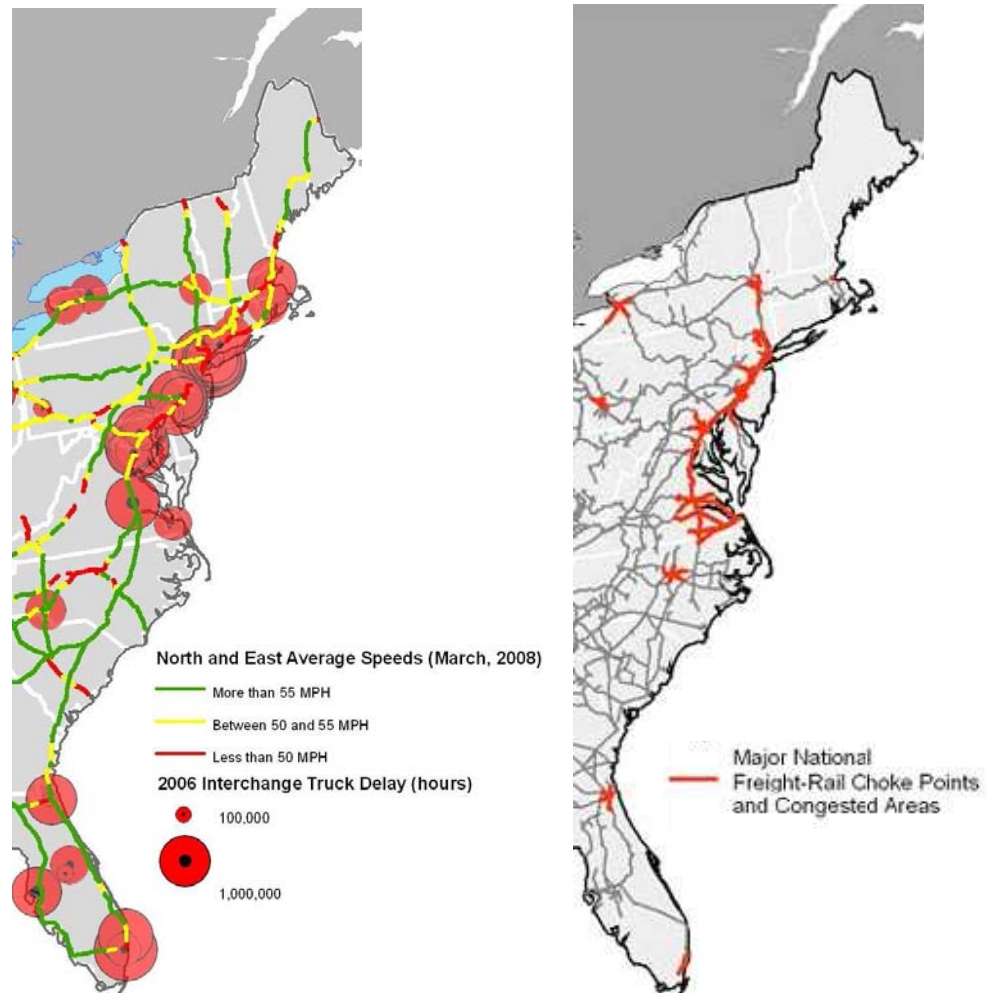 North and East Average Speeds (March, 2008)
More than 55 MPH
Between 50 and 55 MPH
Less than 50 MPH
2006 Interchange Truck Delay (hours)
100,000
1,000,000
Major National
Freight-Rail Choke Points
and Congested Areas